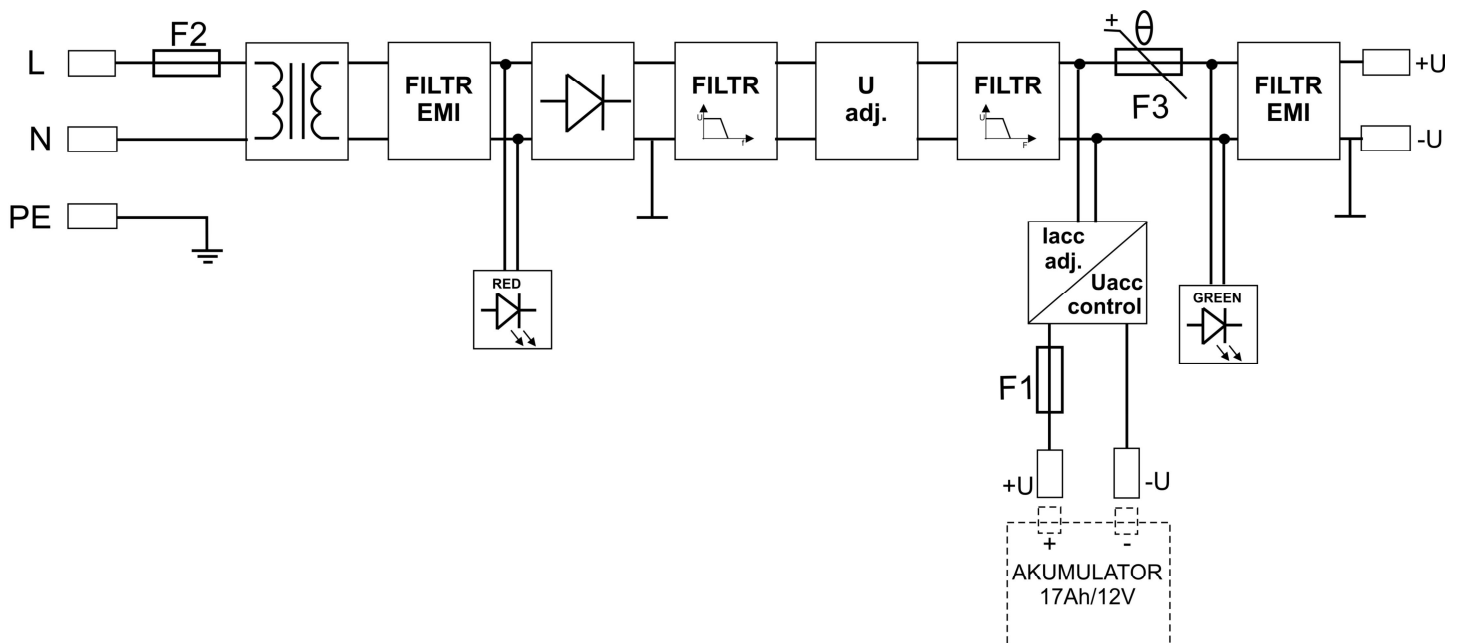 F2
L
N
PE
FILTR
EMI
RED
FILTR
U
f
U
adj.
FILTR
U
F
+ θ
F3
FILTR
EMI
+U
-U
Iacc
adj.
Uacc
control
GREEN
F1
+U
-U
+ -
AKUMULATOR
17Ah/12V